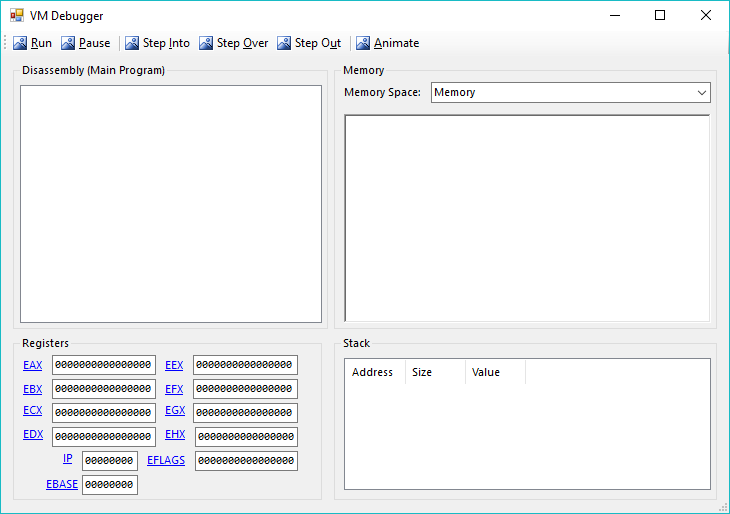 VM Debugger
Run Pause Step Into Step Over Step Out Animate
Disassembly (Main Program)
Memory
Memory Space: Memory
Registers
EAX 0000000000000000 EEX 0000000000000000
EBX 0000000000000000 EFX 0000000000000000
ECX 0000000000000000 EGX 0000000000000000
EDX 0000000000000000 EHX 0000000000000000
IP 00000000 EFLAGS 0000000000000000
EBASE 00000000
Stack
Address Size Value